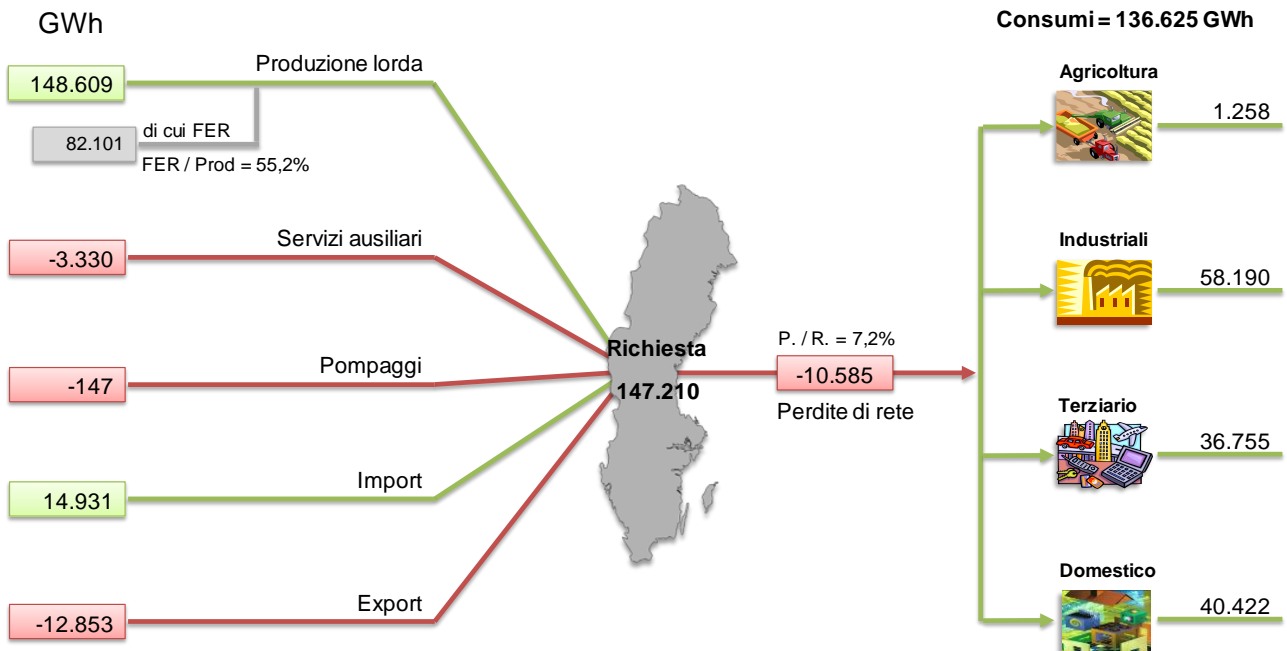 GWh
Consumi = 136.625 GWh
148.609
Produzione lorda
82.101
di cui FER
FER / Prod = 55,2%
-3.330
Servizi ausiliari
-147
Pompaggi
14.931
Import
-12.853
Export
Richiesta
147.210
P. / R. = 7,2%
-10.585
Perdite di rete
Agricoltura
1.258
Industriali
58.190
Terziario
36.755
Domestico
40.422